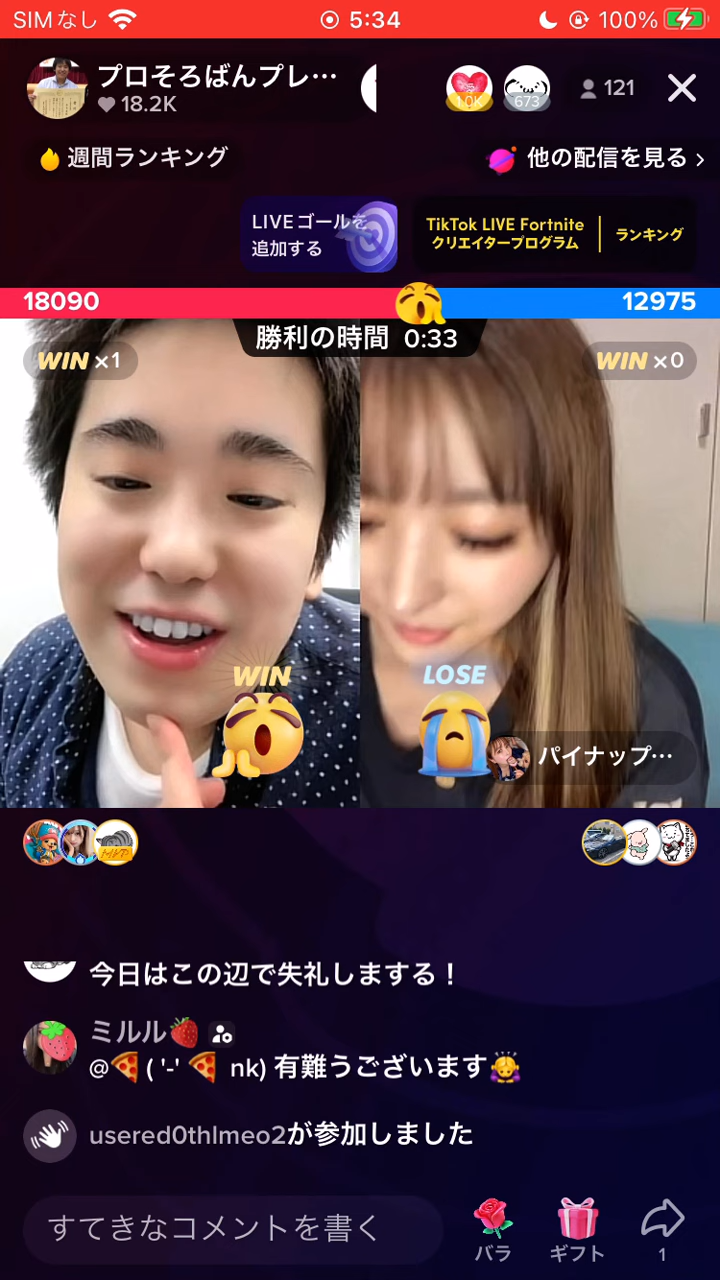 SIMなし 5:34 100%
プロそろばんプレ…
18.2K
1.0K 673 121
週間ランキング
他の配信を見る
LIVEゴールを
追加する
TikTok LIVE Fortnite
クリエイタープログラム
ランキング
18090 12975
勝利の時間 0:33
WIN ×1
WIN ×0
WIN
LOSE
パイナップ…
今日はこの辺で失礼しまする！
ミルル🍓
@🍕( '-' 🍕 nk) 有難うございます🙇‍♀️
usered0thlmeo2が参加しました
すてきなコメントを書く
バラ
ギフト
1